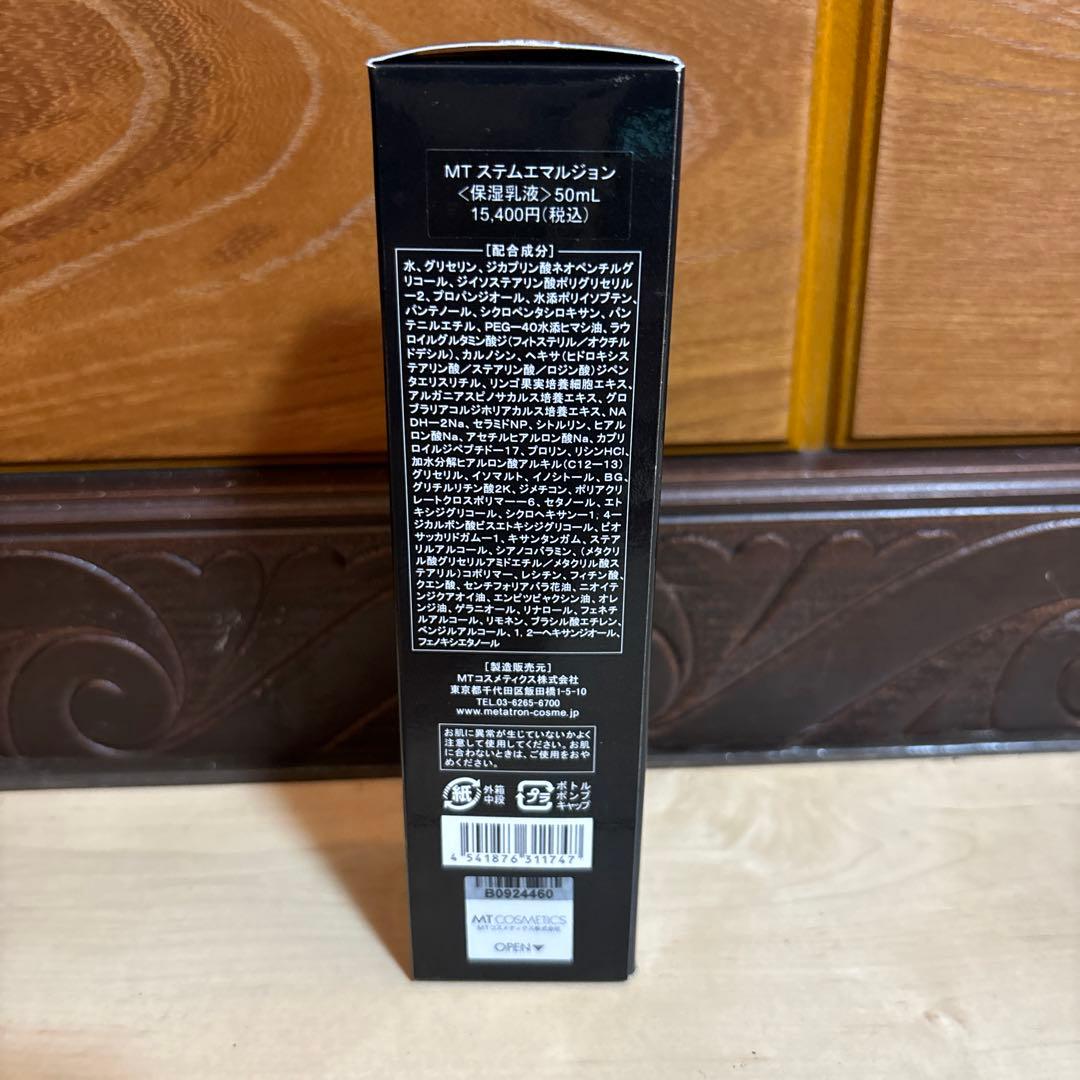 MT ステムエマルジョン
<保湿乳液>50mL
15,400円(税込)
[配合成分]
水、グリセリン、ジカプリン酸ネオペンチルグ
リコール、ジイソステアリン酸ポリグリセリル
ー2、プロパンジオール、水添ポリイソブテン、
パンテノール、シクロペンタシロキサン、パン
テニルエチル、PEGー40水添ヒマシ油、ラウ
ロイルグルタミン酸ジ(フィトステリル/オクチル
ドデシル)、カルノシン、ヘキサ(ヒドロキシス
テアリン酸/ステアリン酸/ロジン酸)ジペン
タエリスリチル、リンゴ果実培養細胞エキス、
アルガニアスピノサカルス培養エキス、グロ
ブラリアコルジホリアカルス培養エキス、NA
DHー2Na、セラミドNP、シトルリン、ヒアル
ロン酸Na、アセチルヒアルロン酸Na、カプリ
ロイルジペプチドー17、プロリン、リシンHCl、
加水分解ヒアルロン酸アルキル(C12ー13)
グリセリル、イソマルト、イノシトール、BG、
グリチルリチン酸2K、ジメチコン、ポリアクリ
レートクロスポリマーー6、セタノール、エト
キシジグリコール、シクロヘキサンー1,4ー
ジカルボン酸ビスエトキシジグリコール、ビオ
サッカリドガムー1、キサンタンガム、ステア
リルアルコール、シアノコバラミン、(メタクリ
ル酸グリセリルアミドエチル/メタクリル酸ス
テアリル)コポリマー、レシチン、フィチン酸、
クエン酸、センチフォリアバラ花油、ニオイテ
ンジクアオイ油、エンピツビャクシン油、オレ
ンジ油、ゲラニオール、リナロール、フェネチ
ルアルコール、リモネン、ブラシル酸エチレン、
ベンジルアルコール、1,2ーヘキサンジオール、
フェノキシエタノール
[製造販売元]
MTコスメティクス株式会社
東京都千代田区飯田橋1-5-10
TEL.03-6265-6700
www.metatron-cosme.jp
お肌に異常が生じていないかよく
注意して使用してください。お肌
に合わないときは、ご使用をおや
めください。
紙 外箱
中段
プラ ボトル
ポンプ
キャップ
4 541876 311747
B0924460
MT COSMETICS
MTコスメティクス株式会社
OPEN▼